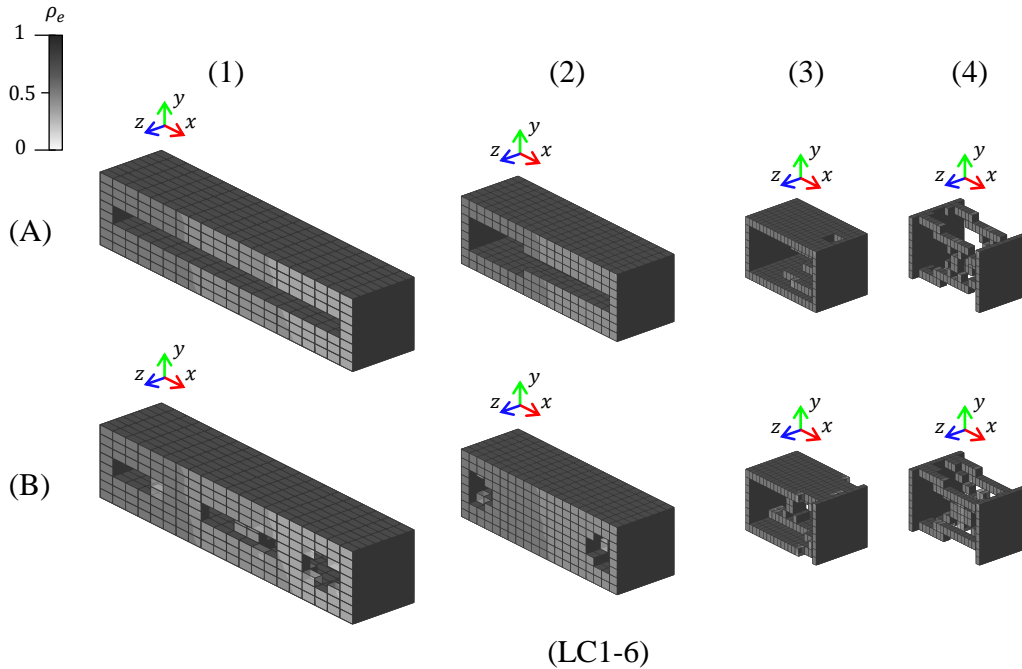 ρₑ
1
0.5
0
(1) (2) (3) (4)
y
z x
y
z x
y
z x
y
z x
(A)
y
z x
y
z x
y
z x
y
z x
(B)
(LC1-6)